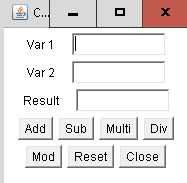 C...
Var 1
Var 2
Result
Add Sub Multi Div
Mod Reset Close